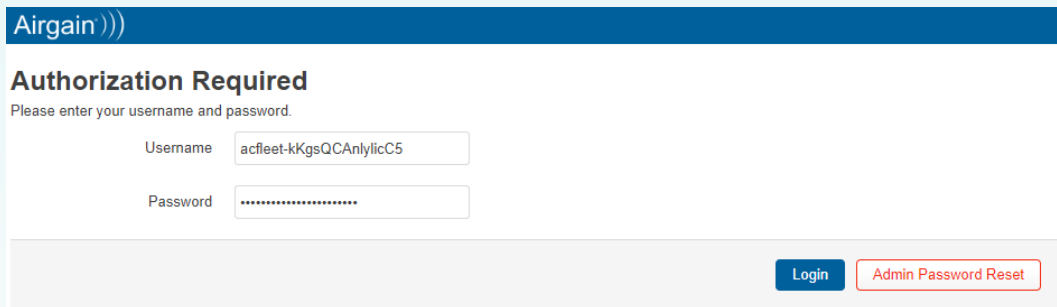 Airgain )))
Authorization Required
Please enter your username and password.
Username acfleet-kKgsQCAnlylicC5
Password •••••••••••••••••••••••
Login Admin Password Reset